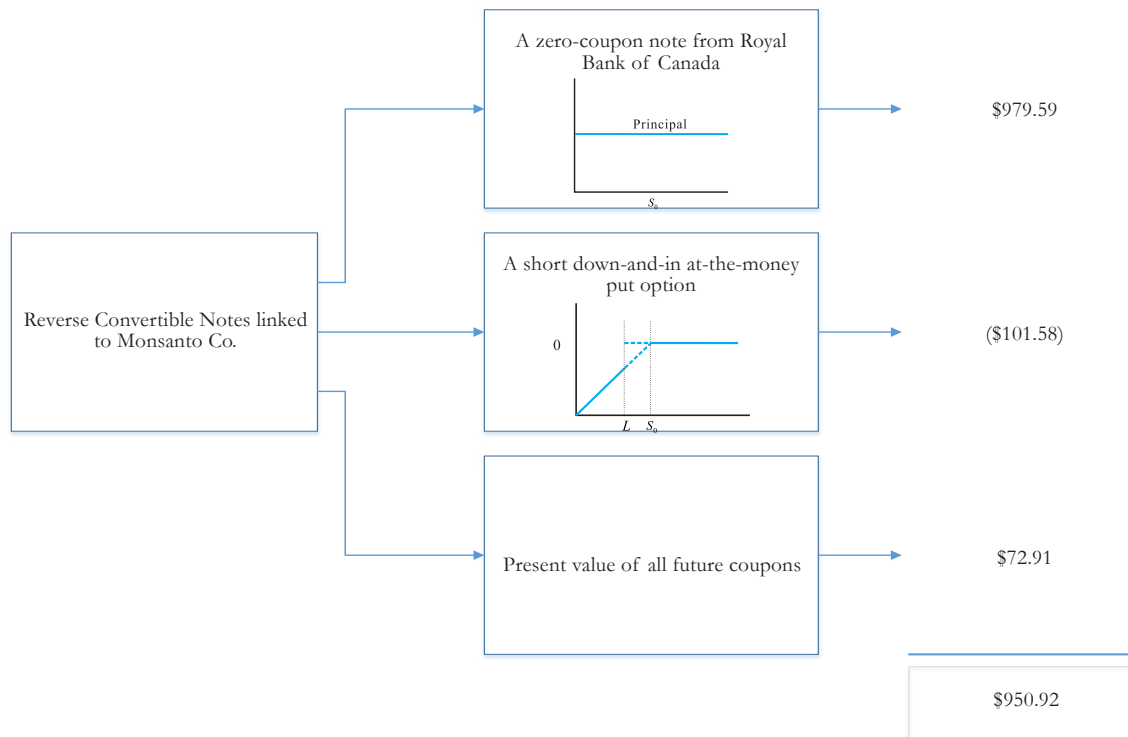 A zero-coupon note from Royal
Bank of Canada
Principal
S₀
$979.59
Reverse Convertible Notes linked
to Monsanto Co.
A short down-and-in at-the-money
put option
0
L S₀
($101.58)
Present value of all future coupons
$72.91
$950.92